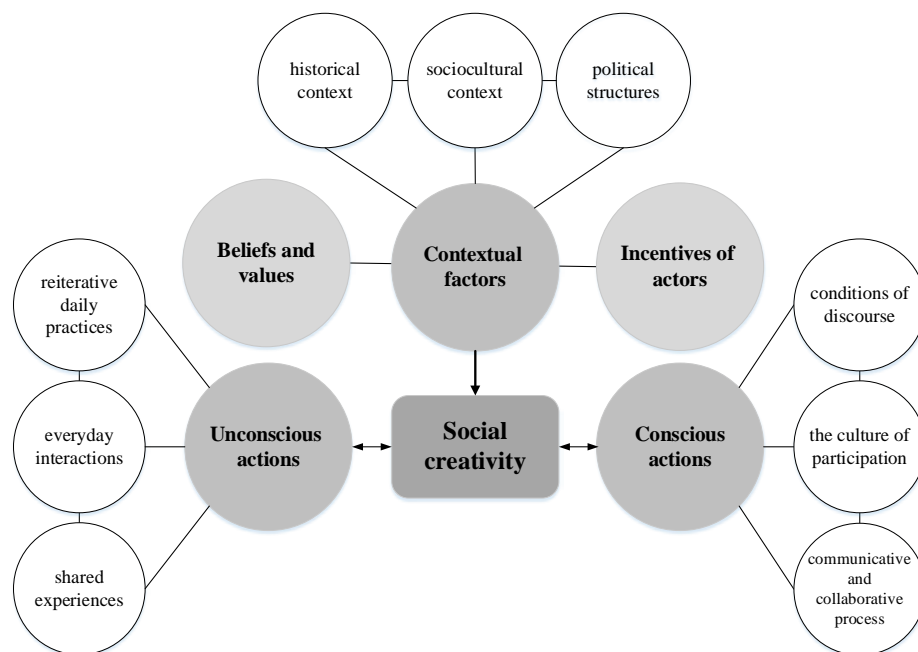 historical
context
sociocultural
context
political
structures
Beliefs and
values
Contextual
factors
Incentives of
actors
reiterative
daily
practices
everyday
interactions
shared
experiences
Unconscious
actions
Social
creativity
Conscious
actions
conditions of
discourse
the culture of
participation
communicative
and
collaborative
process